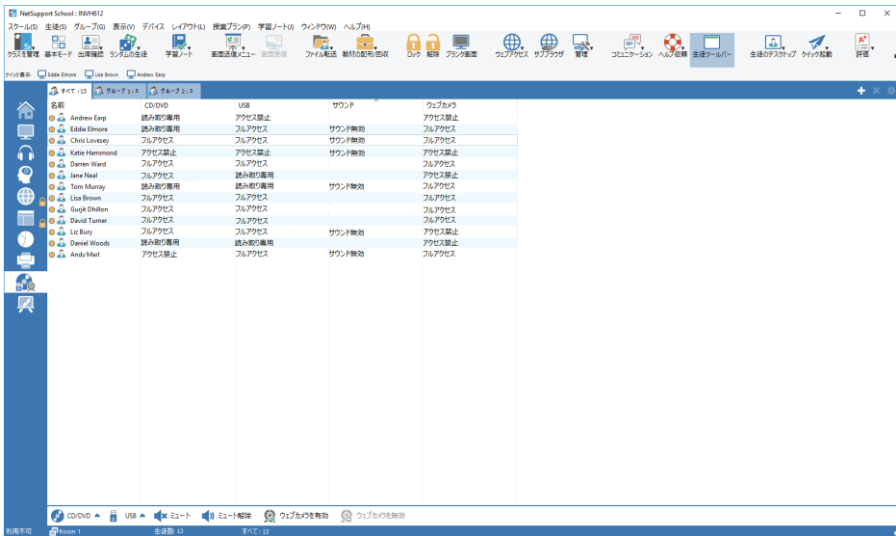 NetSupport School : INVH612
スクール(S) 生徒(S) グループ(G) 表示(V) デバイス レイアウト(L) 授業プラン(P) 学習ノート(J) ウィンドウ(W) ヘルプ(H)
クラスを管理 基本モード 出席確認 ランダムの生徒 学習ノート 画面送信メニュー 画面受信 ファイル転送 教材の配布/回収 ロック 解除 ブランク画面 ウェブアクセス サブブラウザ 管理 コミュニケーション ヘルプ依頼 生徒ツールバー 生徒のデスクトップ クイック起動 評価
クイック表示: Eddie Elmore Lisa Brown Andrew Earp
すべて : 13 グループ 1 : 5 グループ 2 : 3
名前 CD/DVD USB サウンド ウェブカメラ
Andrew Earp 読み取り専用 アクセス禁止 アクセス禁止
Eddie Elmore 読み取り専用 フルアクセス サウンド無効 フルアクセス
Chris Lovesey フルアクセス フルアクセス サウンド無効 フルアクセス
Katie Hammond アクセス禁止 アクセス禁止 サウンド無効 アクセス禁止
Darren Ward フルアクセス フルアクセス フルアクセス
Jane Neal フルアクセス 読み取り専用 アクセス禁止
Tom Murray 読み取り専用 読み取り専用 サウンド無効 フルアクセス
Lisa Brown フルアクセス フルアクセス フルアクセス
Gurjit Dhillon フルアクセス フルアクセス フルアクセス
David Turner フルアクセス フルアクセス フルアクセス
Liz Bury フルアクセス フルアクセス サウンド無効 アクセス禁止
Daniel Woods 読み取り専用 読み取り専用 アクセス禁止
Andy Marl アクセス禁止 フルアクセス サウンド無効 フルアクセス
CD/DVD USB ミュート ミュート解除 ウェブカメラを有効 ウェブカメラを無効
利用不可 Room 1 生徒数: 13 すべて : 13